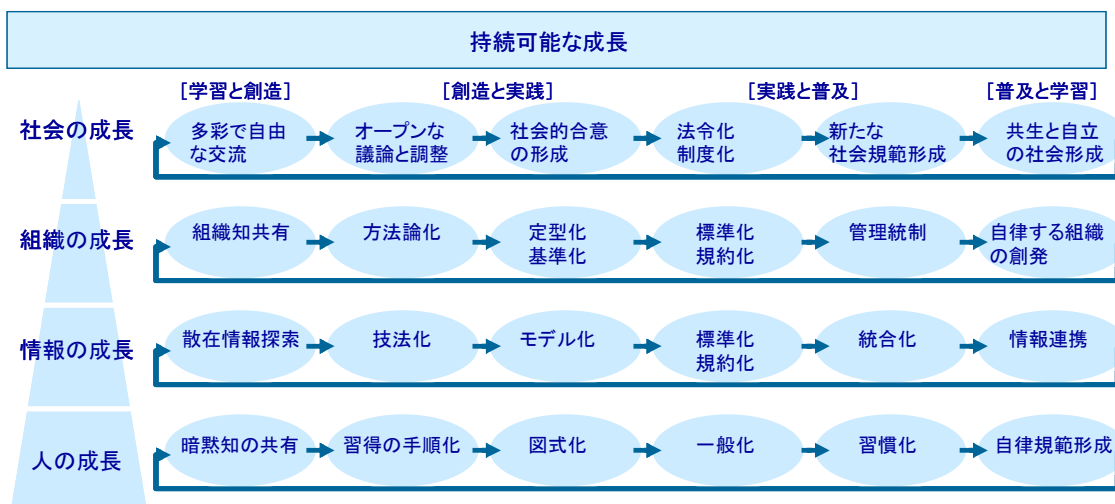 持続可能な成長
[学習と創造] [創造と実践] [実践と普及] [普及と学習]
社会の成長
多彩で自由
な交流
オープンな
議論と調整
社会的合意
の形成
法令化
制度化
新たな
社会規範形成
共生と自立
の社会形成
組織の成長
組織知共有
方法論化
定型化
基準化
標準化
規約化
管理統制
自律する組織
の創発
情報の成長
散在情報探索
技法化
モデル化
標準化
規約化
統合化
情報連携
人の成長
暗黙知の共有
習得の手順化
図式化
一般化
習慣化
自律規範形成